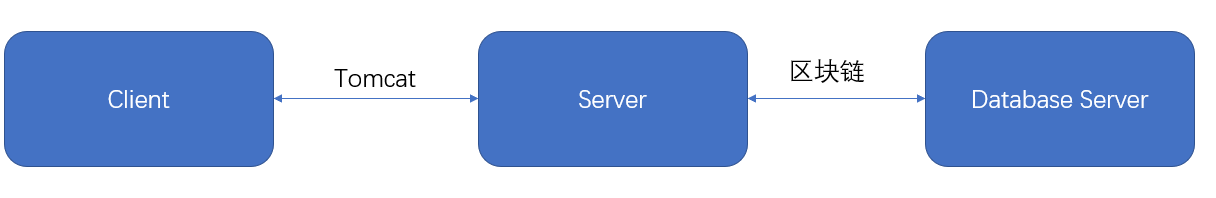 Client
Tomcat
Server
区块链
Database Server